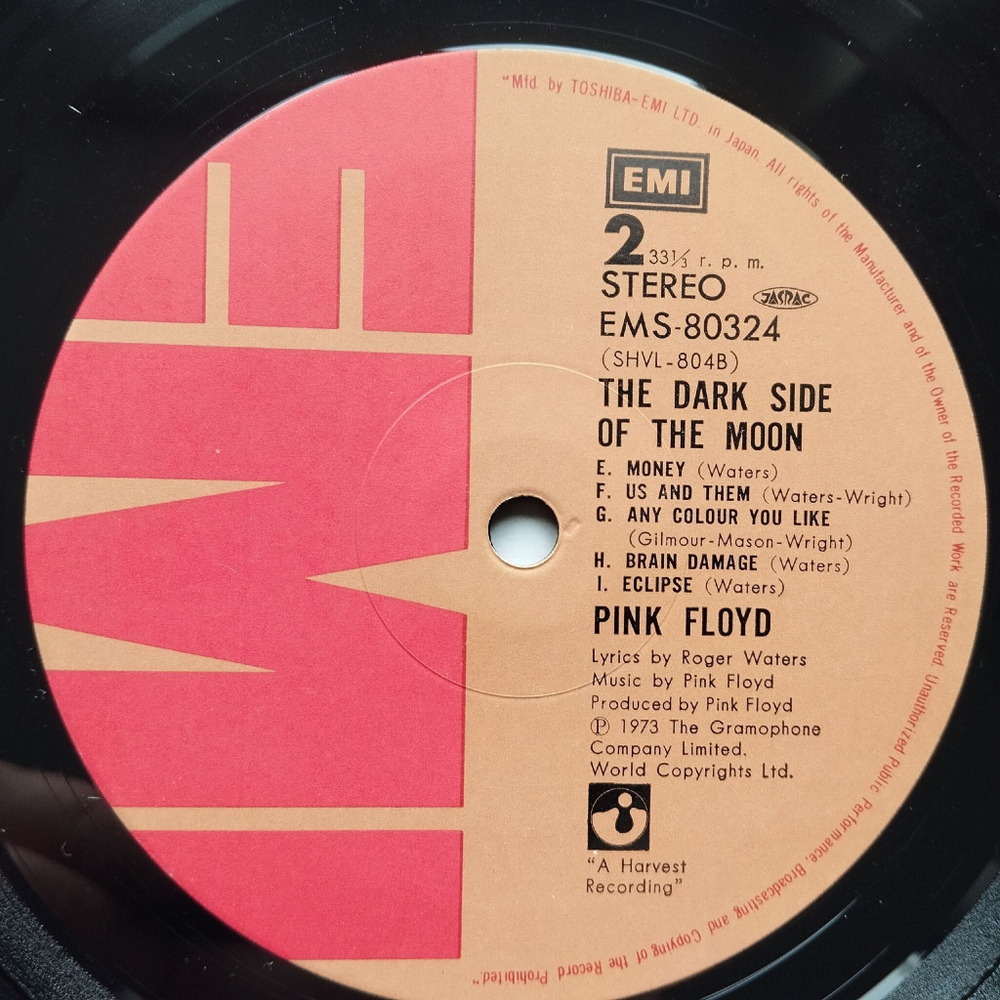 "Mfd. by TOSHIBA-EMI LTD. in Japan. All rights of the Manufacturer and of the Owner of the Recorded Work are Reserved. Unauthorized Public Performance, Broadcasting and Copying of the Record Prohibited."
EMI
EMI
2 33 1/3 r. p. m.
STEREO JASRAC
EMS-80324
(SHVL-804B)
THE DARK SIDE
OF THE MOON
E. MONEY (Waters)
F. US AND THEM (Waters-Wright)
G. ANY COLOUR YOU LIKE
(Gilmour-Mason-Wright)
H. BRAIN DAMAGE (Waters)
I. ECLIPSE (Waters)
PINK FLOYD
Lyrics by Roger Waters
Music by Pink Floyd
Produced by Pink Floyd
℗ 1973 The Gramophone
Company Limited.
World Copyrights Ltd.
"A Harvest
Recording"